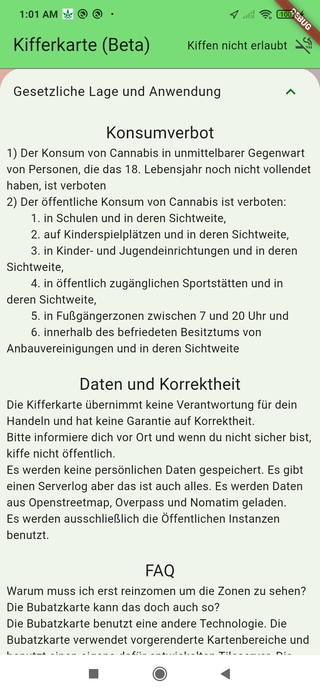 1:01 AM
100
DEBUG
Kifferkarte (Beta)
Kiffen nicht erlaubt
Gesetzliche Lage und Anwendung
Konsumverbot
1) Der Konsum von Cannabis in unmittelbarer Gegenwart
von Personen, die das 18. Lebensjahr noch nicht vollendet
haben, ist verboten
2) Der öffentliche Konsum von Cannabis ist verboten:
1. in Schulen und in deren Sichtweite,
2. auf Kinderspielplätzen und in deren Sichtweite,
3. in Kinder- und Jugendeinrichtungen und in deren
Sichtweite,
4. in öffentlich zugänglichen Sportstätten und in
deren Sichtweite,
5. in Fußgängerzonen zwischen 7 und 20 Uhr und
6. innerhalb des befriedeten Besitztums von
Anbauvereinigungen und in deren Sichtweite
Daten und Korrektheit
Die Kifferkarte übernimmt keine Verantwortung für dein
Handeln und hat keine Garantie auf Korrektheit.
Bitte informiere dich vor Ort und wenn du nicht sicher bist,
kiffe nicht öffentlich.
Es werden keine persönlichen Daten gespeichert. Es gibt
einen Serverlog aber das ist auch alles. Es werden Daten
aus Openstreetmap, Overpass und Nomatim geladen.
Es werden ausschließlich die Öffentlichen Instanzen
benutzt.
FAQ
Warum muss ich erst reinzomen um die Zonen zu sehen?
Die Bubatzkarte kann das doch auch so?
Die Bubatzkarte benutzt eine andere Technologie. Die
Bubatzkarte verwendet vorgerenderte Kartenbereiche und
benutzt einen eigens dafür entwickelten Tileserver. Die